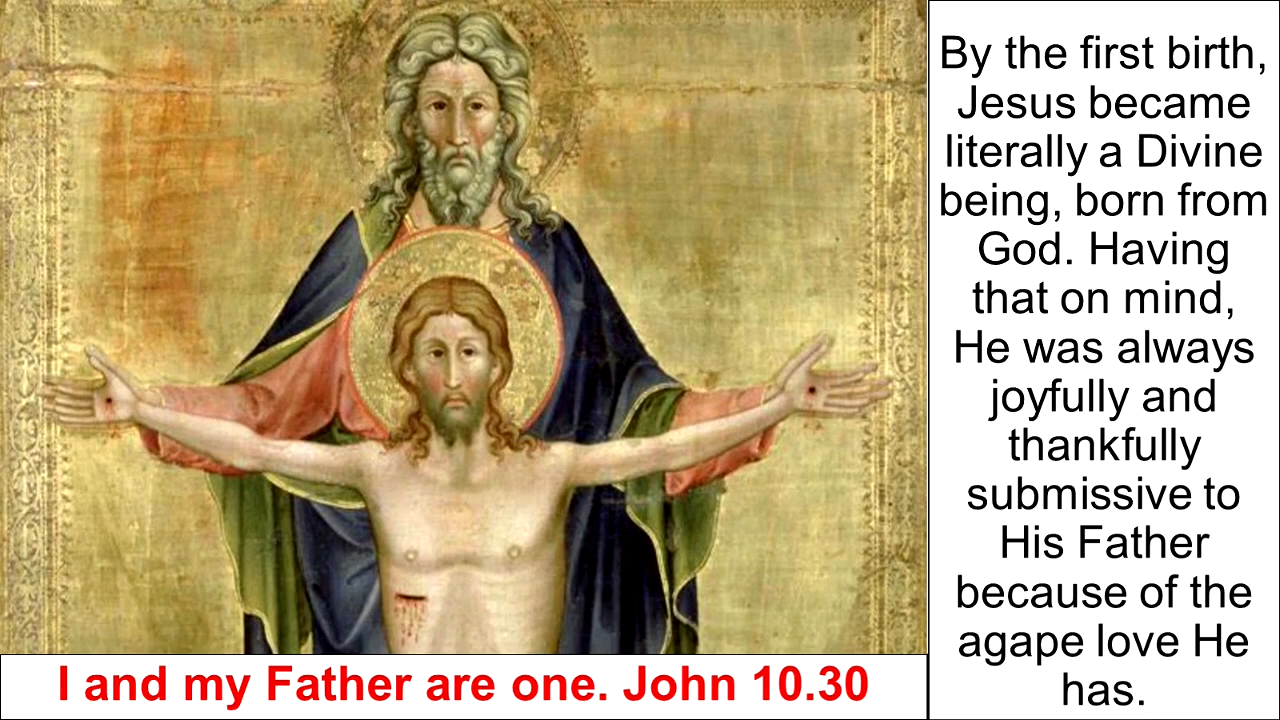 By the first birth,
Jesus became
literally a Divine
being, born from
God. Having
that on mind,
He was always
joyfully and
thankfully
submissive to
His Father
because of the
agape love He
has.
I and my Father are one. John 10.30